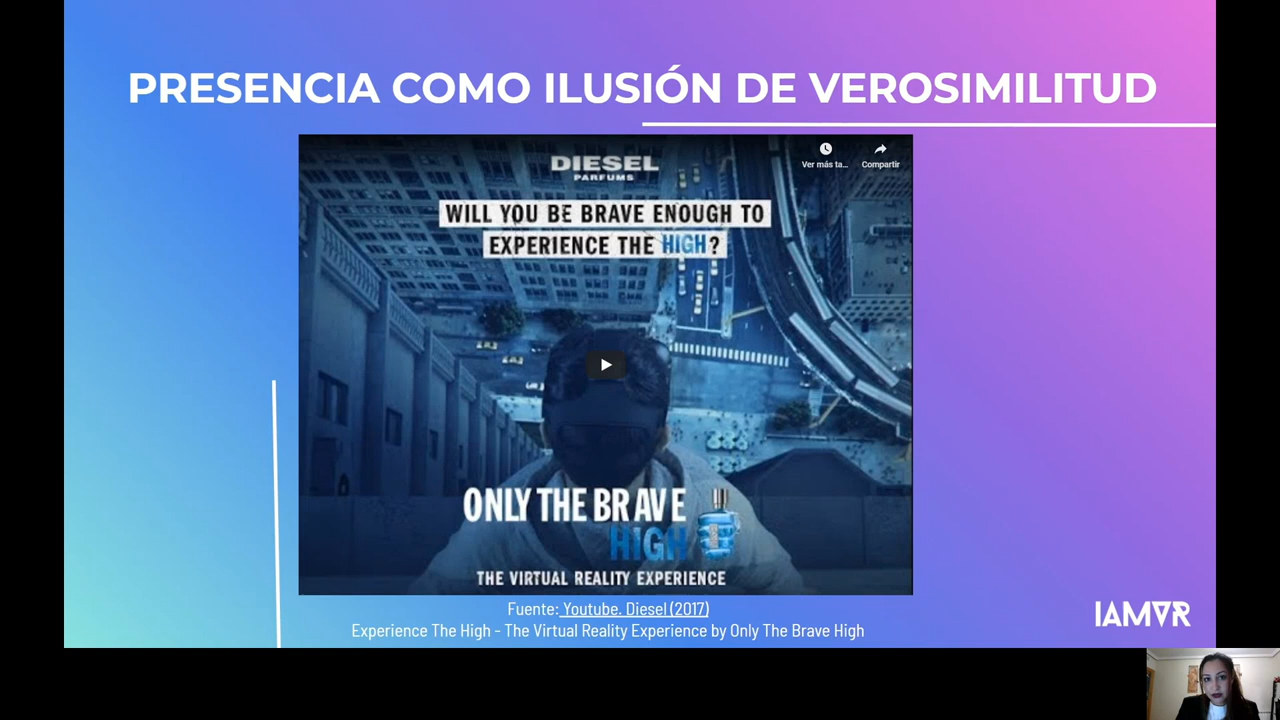 PRESENCIA COMO ILUSIÓN DE VEROSIMILITUD
DIESEL
PARFUMS
Ver más ta...
Compartir
WILL YOU BE BRAVE ENOUGH TO
EXPERIENCE THE HIGH?
ONLY THE BRAVE
HIGH
THE VIRTUAL REALITY EXPERIENCE
Fuente: Youtube. Diesel (2017)
Experience The High - The Virtual Reality Experience by Only The Brave High
IAMVR